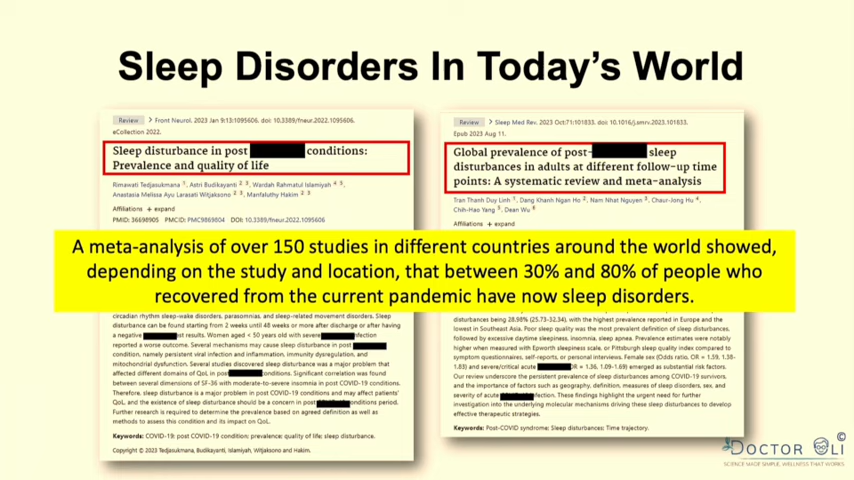 Sleep Disorders In Today's World
Review > Front Neurol. 2023 Jan 9:13:1095606. doi: 10.3389/fneur.2022.1095606.
eCollection 2022.
Sleep disturbance in post conditions:
Prevalence and quality of life
Rimawati Tedjasukmana 1, Astri Budikayanti 2 3, Wardah Rahmatul Islamiyah 4 3,
Anastasia Melissa Ayu Larasati Witjaksono 2 3, Manfaluthy Hakim 2 3
Affiliations + expand
PMID: 36698905 PMCID: PMC9869804 DOI: 10.3389/fneur.2022.1095606
Review > Sleep Med Rev. 2023 Oct:71:101833. doi: 10.1016/j.smrv.2023.101833.
Epub 2023 Aug 11.
Global prevalence of post- sleep
disturbances in adults at different follow-up time
points: A systematic review and meta-analysis
Tran Thanh Duy Linh 1, Dang Khanh Ngan Ho 2, Nam Nhat Nguyen 3, Chaur-Jong Hu 4,
Chih-Hao Yang 5, Dean Wu 6
Affiliations + expand
A meta-analysis of over 150 studies in different countries around the world showed,
depending on the study and location, that between 30% and 80% of people who
recovered from the current pandemic have now sleep disorders.
circadian rhythm sleep-wake disorders, parasomnias, and sleep-related movement disorders. Sleep
disturbance can be found starting from 2 weeks until 48 weeks or more after discharge or after having
a negative st results. Women aged < 50 years old with severe nfection
reported a worse outcome. Several mechanisms may cause sleep disturbance in post
condition, namely persistent viral infection and inflammation. Immunity dysregulation, and
mitochondrial dysfunction. Several studies discovered sleep disturbance was a major problem that
affected different domains of QoL in post conditions. Significant correlation was found
between several dimensions of SF-36 with moderate-to-severe insomnia in post COVID-19 conditions.
Therefore, sleep disturbance is a major problem in post COVID-19 conditions and may affect patients'
QoL, and the existence of sleep disturbance should be a concern in post onditions period.
Further research is required to determine the prevalence based on agreed definition as well as
methods to assess this condition and its impact on QoL.
Keywords: COVID-19; post COVID-19 condition; prevalence; quality of life; sleep disturbance.
Copyright © 2023 Tedjasukmana, Budikayanti, Islamiyah, Witjaksono and Hakim.
disturbances being 28.98% (25.73-32.34), with the highest prevalence reported in Europe and the
lowest in Southeast Asia. Poor sleep quality was the most prevalent definition of sleep disturbances,
followed by excessive daytime sleepiness, insomnia, sleep apnea. Prevalence estimates were notably
higher when measured with Epworth sleepiness scale, or Pittsburgh sleep quality index compared to
symptom questionnaires, self-reports, or personal interviews. Female sex (Odds ratio, OR = 1.59, 1.38-
1.83) and severe/critical acute OR = 1.36, 1.09-1.69) emerged as substantial risk factors.
Our review underscore the persistent prevalence of sleep disturbances among COVID-19 survivors,
and the importance of factors such as geography, definition, measures of sleep disorders, sex, and
severity of acute fection. These findings highlight the urgent need for further
investigation into the underlying molecular mechanisms driving these sleep disturbances to develop
effective therapeutic strategies.
Keywords: Post-COVID syndrome; Sleep disturbances; Time trajectory.
©
DOCTOR OLI
SCIENCE MADE SIMPLE, WELLNESS THAT WORKS